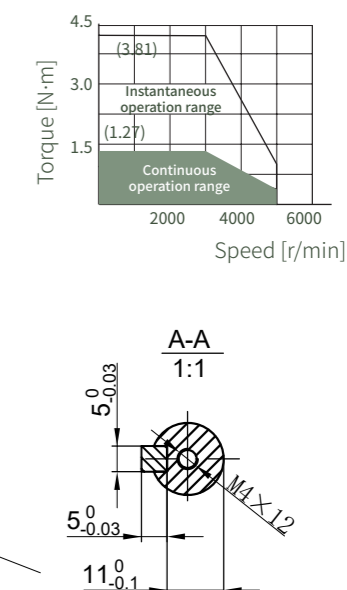 4.5
(3.81)
3.0
Instantaneous
operation range
(1.27)
1.5
Continuous
operation range
Torque [N·m]
2000 4000 6000
Speed [r/min]
A-A
1:1
5 0 -0.03
M4×12
5 0 -0.03
11 0 -0.1